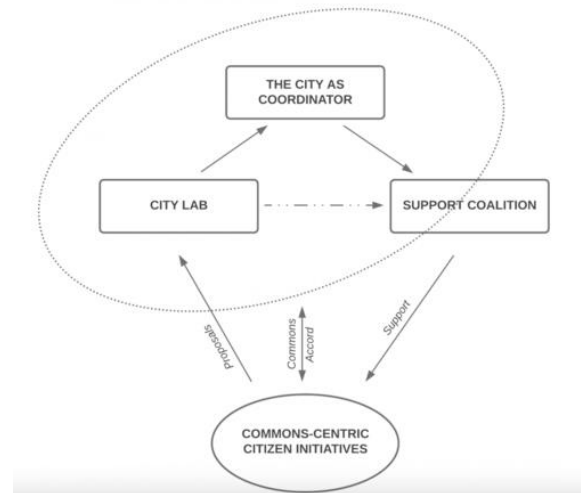 THE CITY AS
COORDINATOR
CITY LAB
SUPPORT COALITION
Proposals
Commons
Accord
Support
COMMONS-CENTRIC
CITIZEN INITIATIVES